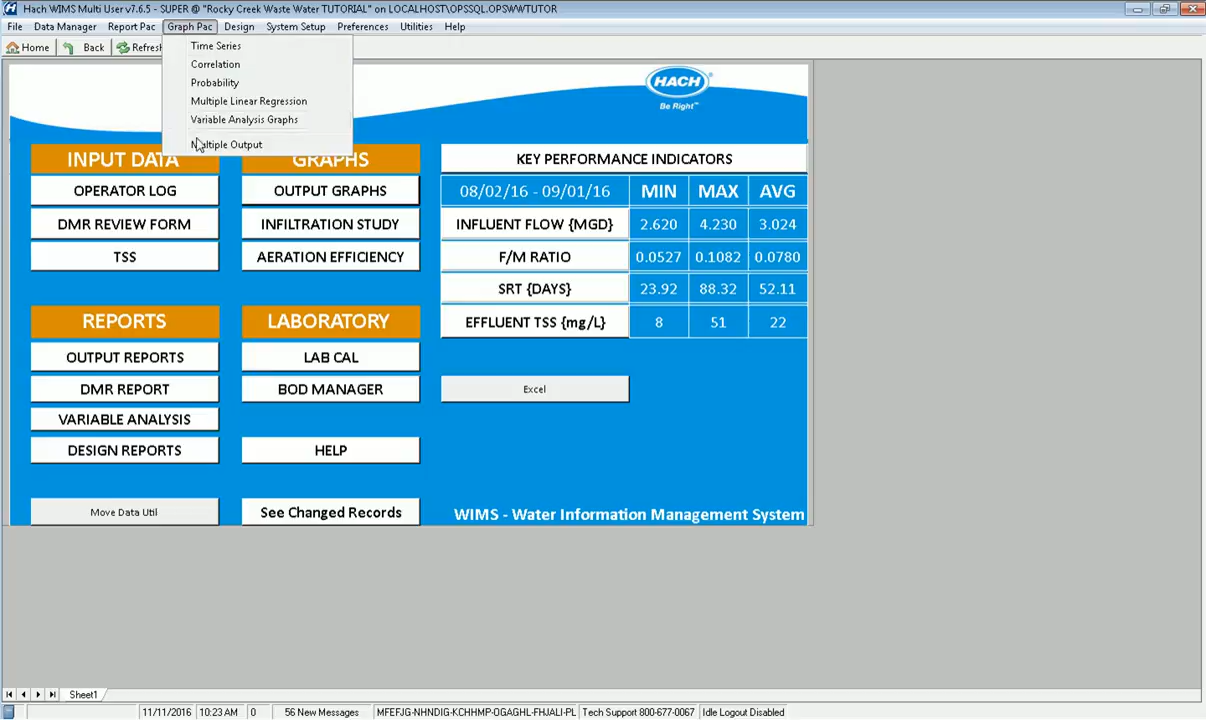 Hach WIMS Multi User v7.6.5 - SUPER @ "Rocky Creek Waste Water TUTORIAL" on LOCALHOST\OPSSQL.OPSWWTUTOR
File Data Manager Report Pac Graph Pac Design System Setup Preferences Utilities Help
Home Back Refresh
Time Series
Correlation
Probability
Multiple Linear Regression
Variable Analysis Graphs
Multiple Output
HACH
Be Right™
INPUT DATA GRAPHS KEY PERFORMANCE INDICATORS
OPERATOR LOG OUTPUT GRAPHS 08/02/16 - 09/01/16 MIN MAX AVG
DMR REVIEW FORM INFILTRATION STUDY INFLUENT FLOW {MGD} 2.620 4.230 3.024
TSS AERATION EFFICIENCY F/M RATIO 0.0527 0.1082 0.0780
SRT {DAYS} 23.92 88.32 52.11
REPORTS LABORATORY EFFLUENT TSS {mg/L} 8 51 22
OUTPUT REPORTS LAB CAL
DMR REPORT BOD MANAGER Excel
VARIABLE ANALYSIS
DESIGN REPORTS HELP
Move Data Util See Changed Records WIMS - Water Information Management System
Sheet1
11/11/2016 10:23 AM 0 56 New Messages MFEFJG-NHNDIG-KCHHMP-OGAGHL-FHJALI-PL Tech Support 800-677-0067 Idle Logout Disabled